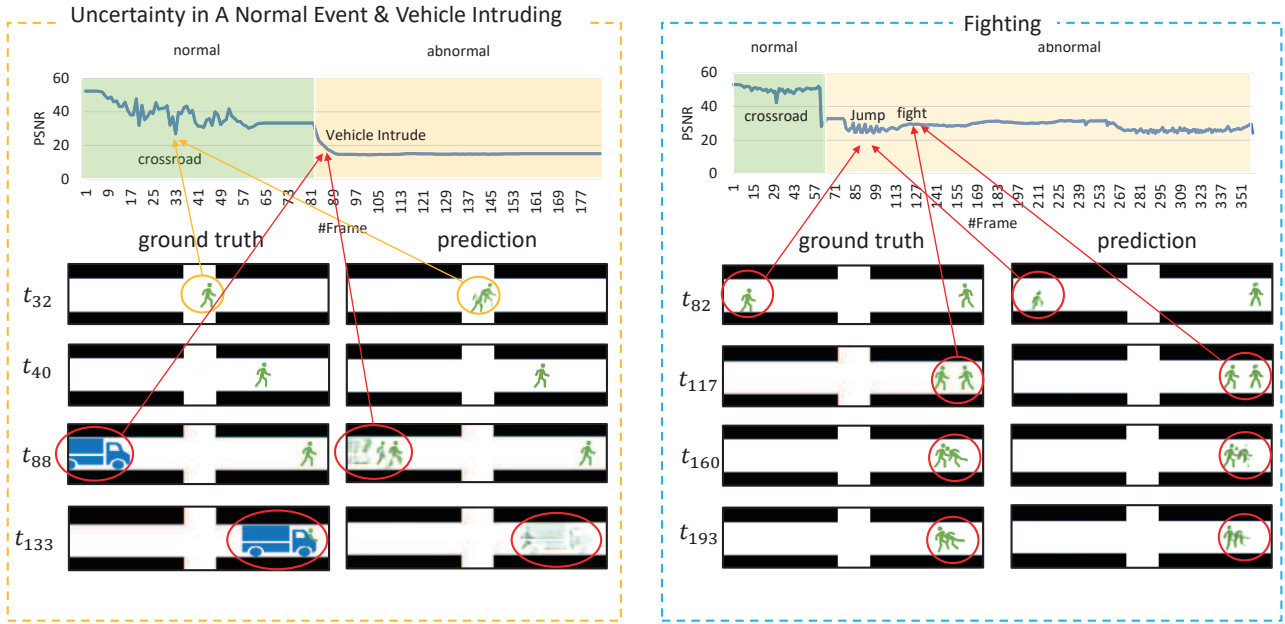 Uncertainty in A Normal Event & Vehicle Intruding
normal
abnormal
60
40
20
0
PSNR
crossroad
Vehicle Intrude
1 9 17 25 33 41 49 57 65 73 81 89 97 105 113 121 129 137 145 153 161 169 177
#Frame
ground truth
prediction
t32
t40
t88
t133
Fighting
normal
abnormal
60
40
20
0
PSNR
crossroad
Jump
fight
1 15 29 43 57 71 85 99 113 127 141 155 169 183 197 211 225 239 253 267 281 295 309 323 337 351
#Frame
ground truth
prediction
t82
t117
t160
t193